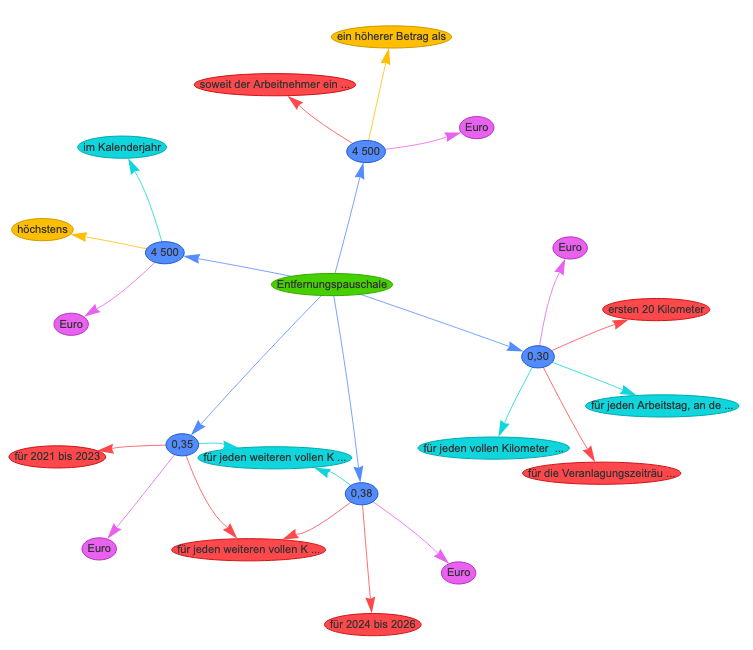 ein höherer Betrag als
soweit der Arbeitnehmer ein ...
Euro
4 500
im Kalenderjahr
höchstens
4 500
Euro
Entfernungspauschale
Euro
ersten 20 Kilometer
0,30
für jeden Arbeitstag, an de ...
für jeden vollen Kilometer ...
für die Veranlagungszeiträu ...
0,35
für 2021 bis 2023
für jeden weiteren vollen K ...
0,38
Euro
für jeden weiteren vollen K ...
Euro
für 2024 bis 2026